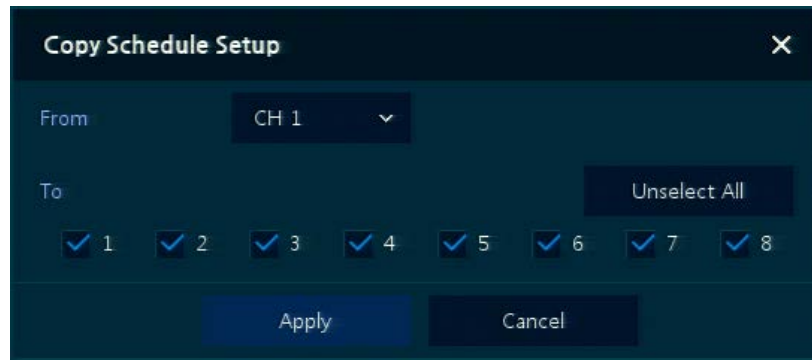 Copy Schedule Setup
From CH 1
To Unselect All
1 2 3 4 5 6 7 8
Apply Cancel